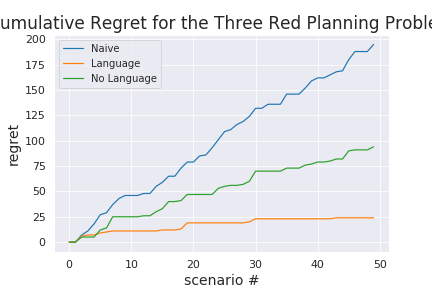 umulative Regret for the Three Red Planning Proble
Naive
Language
No Language
200
175
150
125
100
75
50
25
0
regret
0 10 20 30 40 50
scenario #